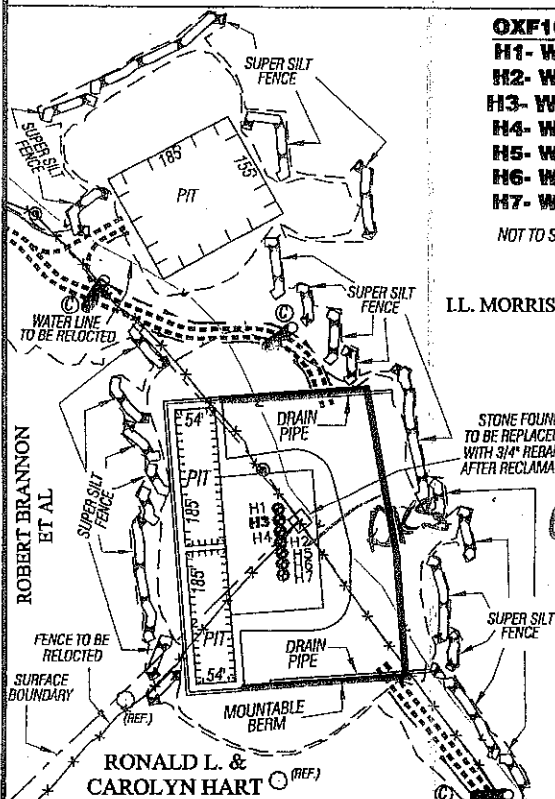 OXF1
H1- W
H2- W
H3- W
H4- W
H5- W
H6- W
H7- W
NOT TO S
SUPER SILT
FENCE
SUPER SILT
FENCE
185'
155'
PIT
I.L. MORRIS
SUPER SILT
FENCE
C
C
WATER LINE
TO BE RELOCTED
STONE FOUN
TO BE REPLACE
WITH 3/4" REBA
AFTER RECLAMA
DRAIN
PIPE
54'
PIT
185'
H1
H3
H4
H2
H5
H6
H7
185'
PIT
54'
ROBERT BRANNON
ET AL
SUPER SILT
FENCE
SUPER SILT
FENCE
FENCE TO BE
RELOCTED
SURFACE
BOUNDARY
(REF.)
DRAIN
PIPE
MOUNTABLE
BERM
RONALD L. &
CAROLYN HART
(REF.)
(C)